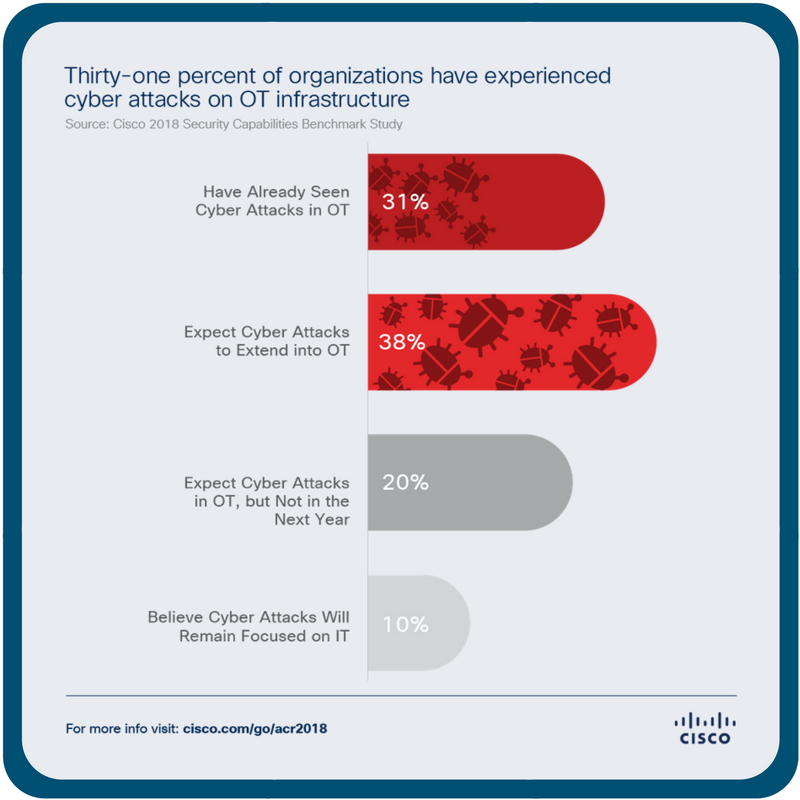 Thirty-one percent of organizations have experienced
cyber attacks on OT infrastructure
Source: Cisco 2018 Security Capabilities Benchmark Study
Have Already Seen
Cyber Attacks in OT
31%
Expect Cyber Attacks
to Extend into OT
38%
Expect Cyber Attacks
in OT, but Not in the
Next Year
20%
Believe Cyber Attacks Will
Remain Focused on IT
10%
For more info visit: cisco.com/go/acr2018
CISCO